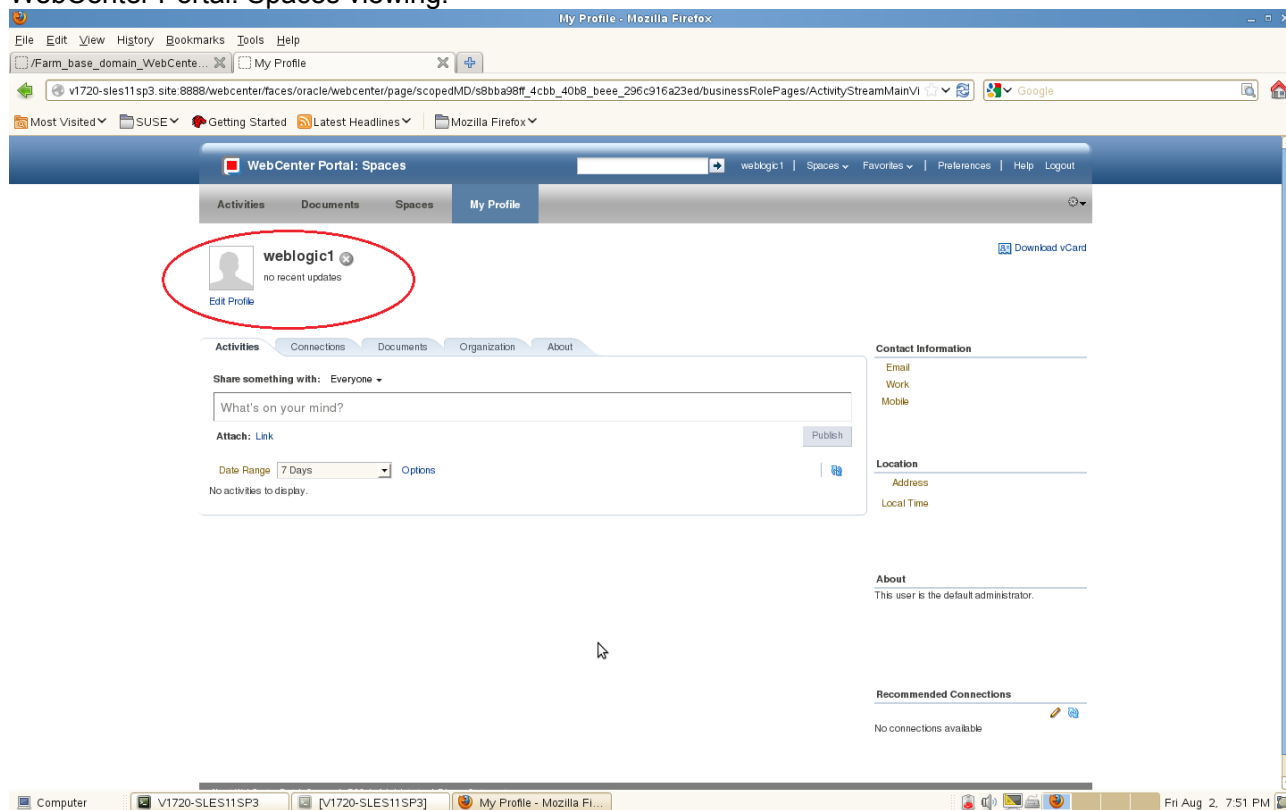 WebCenter Portal: Spaces viewing.
My Profile - Mozilla Firefox
File Edit View History Bookmarks Tools Help
/Farm_base_domain_WebCente... My Profile
v1720-sles11sp3.site:8888/webcenter/faces/oracle/webcenter/page/scopedMD/s8bba98ff_4cbb_40b8_beee_296c916a23ed/businessRolePages/ActivityStreamMainVi Google
Most Visited SUSE Getting Started Latest Headlines Mozilla Firefox
WebCenter Portal: Spaces weblogic1 | Spaces Favorites | Preferences | Help Logout
Activities Documents Spaces My Profile
weblogic1 Download vCard
no recent updates
Edit Profile
Activities Connections Documents Organization About
Share something with: Everyone
What's on your mind?
Attach: Link Publish
Date Range 7 Days Options
No activities to display.
Contact Information
Email
Work
Mobile
Location
Address
Local Time
About
This user is the default administrator.
Recommended Connections
No connections available
Computer V1720-SLES11SP3 [V1720-SLES11SP3] My Profile - Mozilla Fi... Fri Aug 2, 7:51 PM